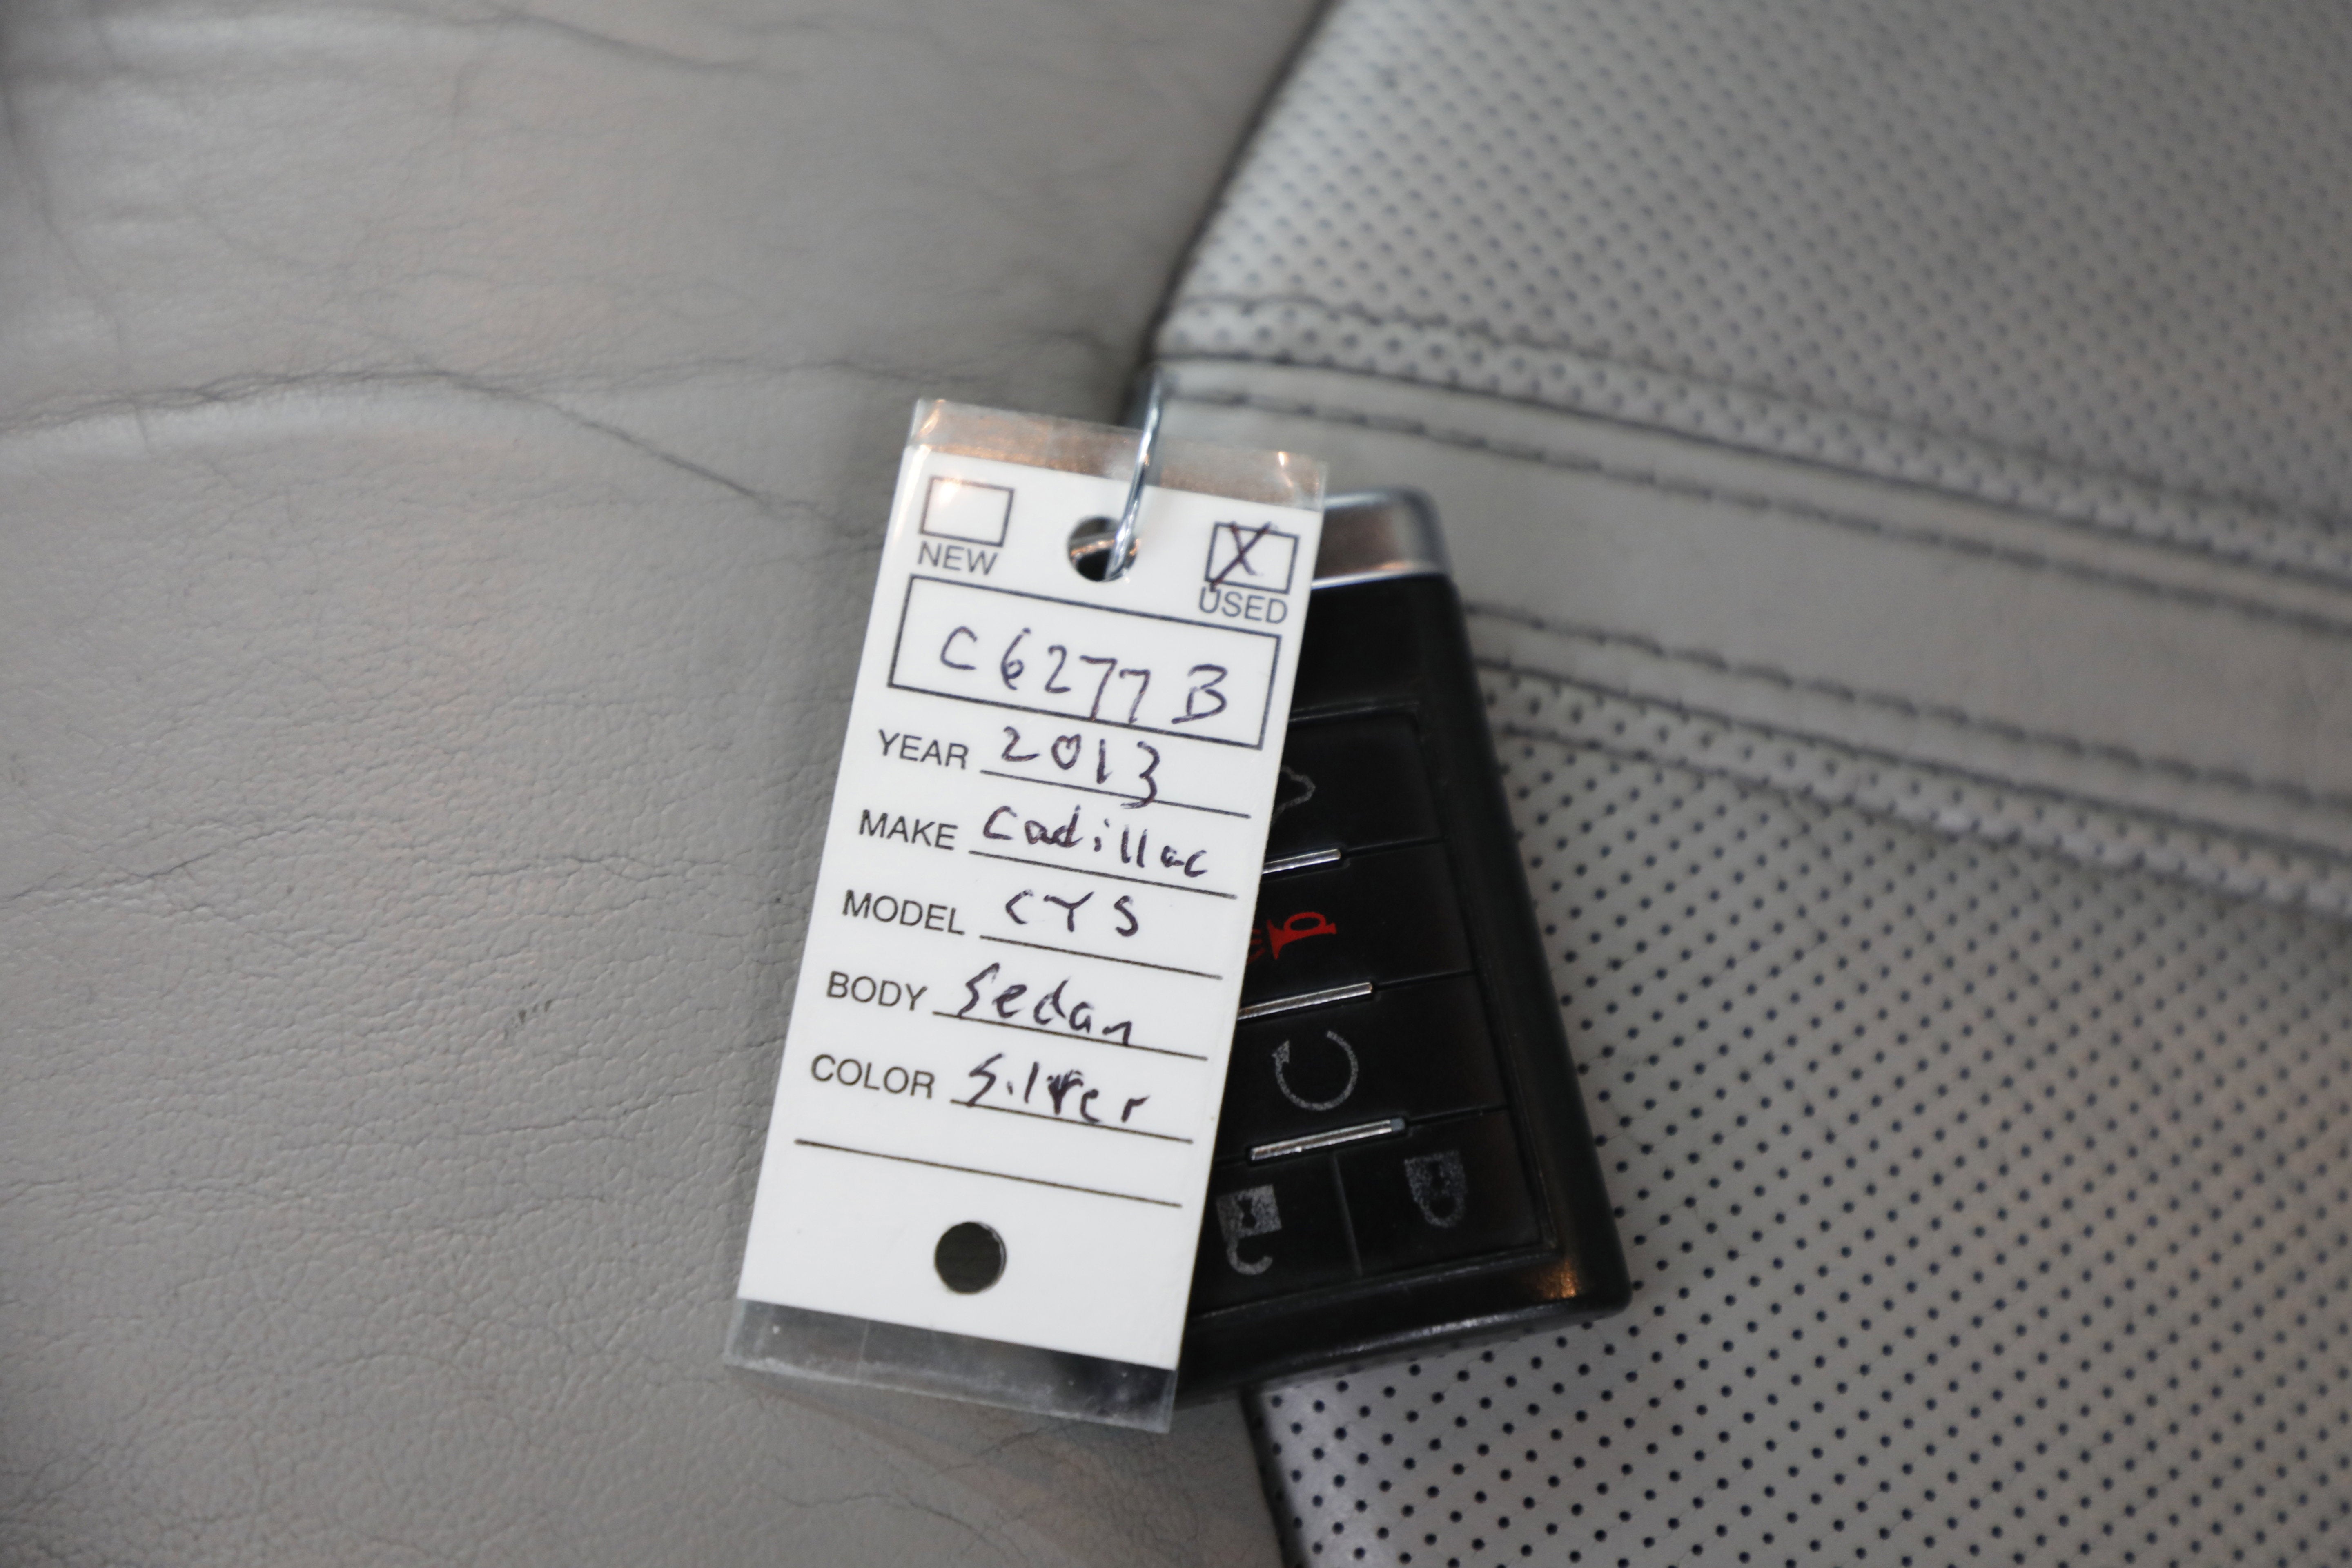 NEW
X
USED
C6277B
YEAR 2013
MAKE Cadillac
MODEL CTS
BODY Sedan
COLOR Silver